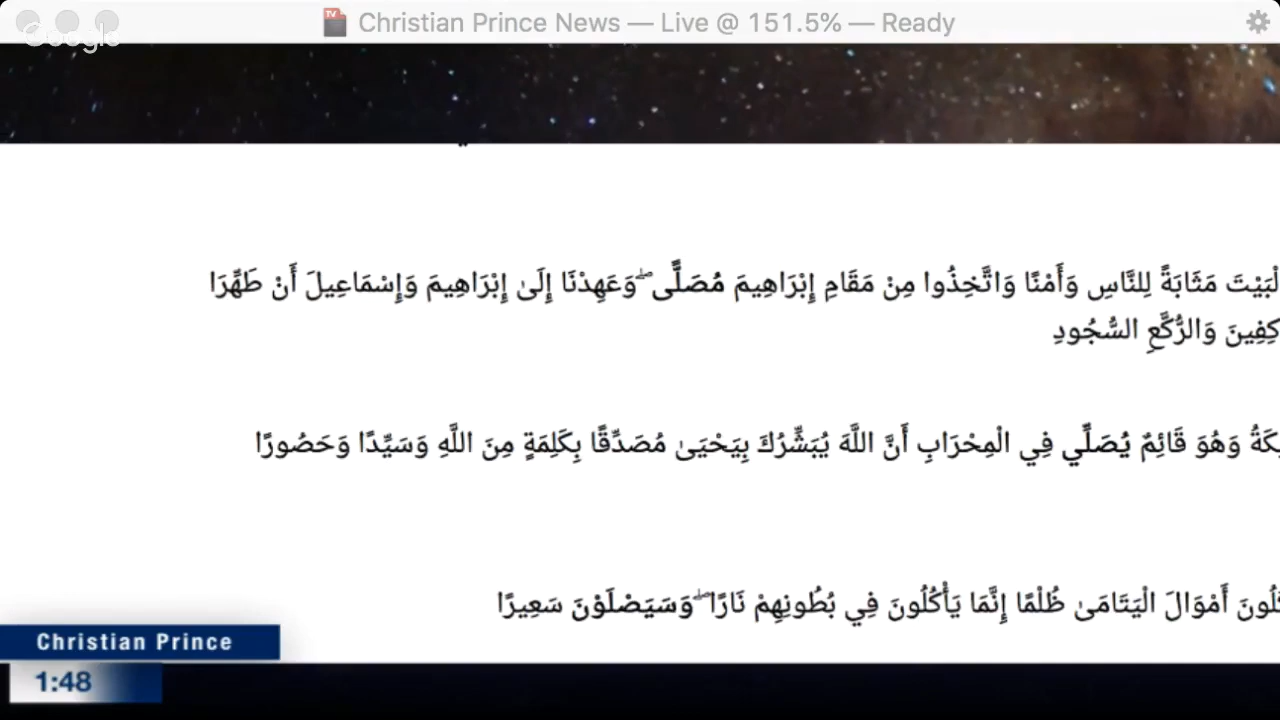 Christian Prince News — Live @ 151.5% — Ready
Google
لْبَيْتَ مَثَابَةً لِلنَّاسِ وَأَمْنًا وَاتَّخِذُوا مِنْ مَقَامِ إِبْرَاهِيمَ مُصَلًّى ۖ وَعَهِدْنَا إِلَىٰ إِبْرَاهِيمَ وَإِسْمَاعِيلَ أَنْ طَهِّرَا
كِفِينَ وَالرُّكَّعِ السُّجُودِ
ئِكَةُ وَهُوَ قَائِمٌ يُصَلِّي فِي الْمِحْرَابِ أَنَّ اللَّهَ يُبَشِّرُكَ بِيَحْيَىٰ مُصَدِّقًا بِكَلِمَةٍ مِنَ اللَّهِ وَسَيِّدًا وَحَصُورًا
كُلُونَ أَمْوَالَ الْيَتَامَىٰ ظُلْمًا إِنَّمَا يَأْكُلُونَ فِي بُطُونِهِمْ نَارًا ۖ وَسَيَصْلَوْنَ سَعِيرًا
Christian Prince
1:48